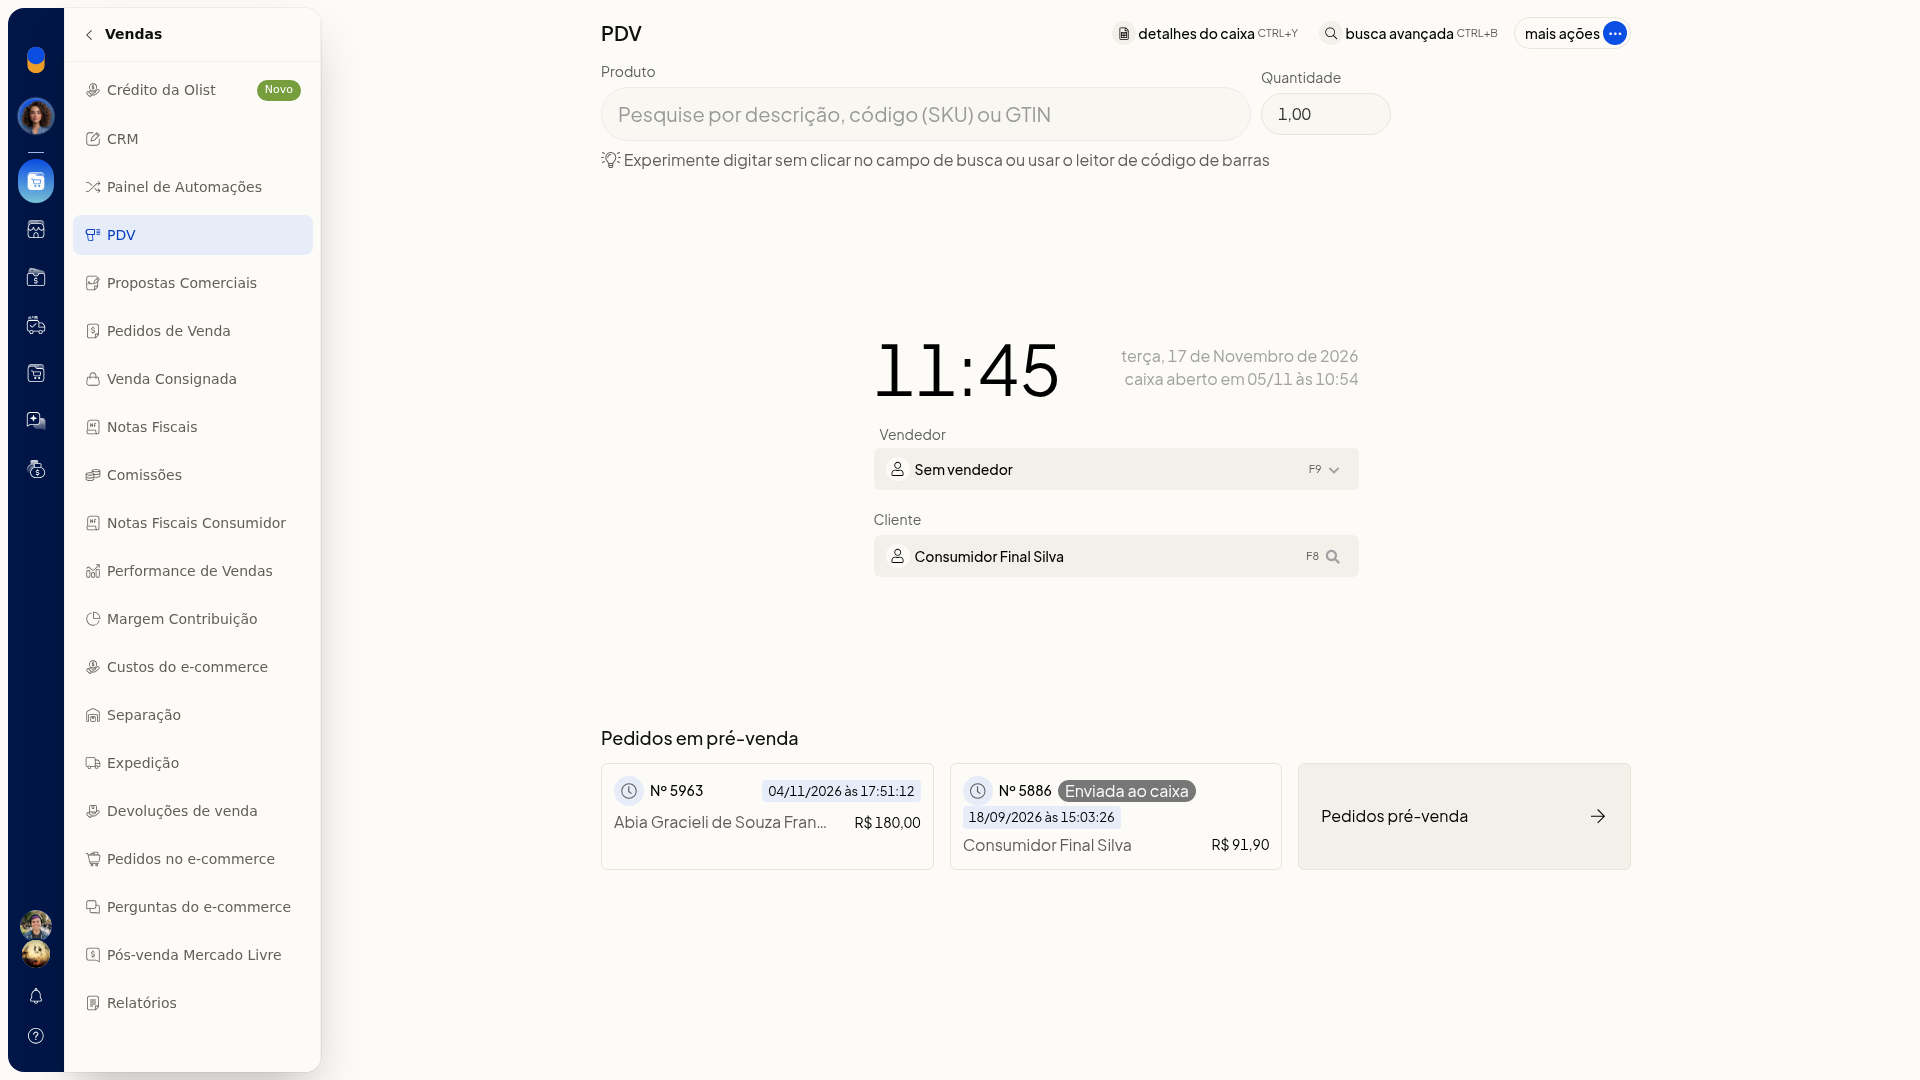 Vendas
Crédito da Olist
Novo
CRM
Painel de Automações
PDV
Propostas Comerciais
Pedidos de Venda
Venda Consignada
Notas Fiscais
Comissões
Notas Fiscais Consumidor
Performance de Vendas
Margem Contribuição
Custos do e-commerce
Separação
Expedição
Devoluções de venda
Pedidos no e-commerce
Perguntas do e-commerce
Pós-venda Mercado Livre
Relatórios
PDV
detalhes do caixa CTRL+Y
busca avançada CTRL+B
mais ações
Produto
Quantidade
Pesquise por descrição, código (SKU) ou GTIN
1,00
Experimente digitar sem clicar no campo de busca ou usar o leitor de código de barras
11:45
terça, 17 de Novembro de 2026
caixa aberto em 05/11 às 10:54
Vendedor
Sem vendedor F9
Cliente
Consumidor Final Silva F8
Pedidos em pré-venda
Nº 5963 04/11/2026 às 17:51:12
Abia Gracieli de Souza Fran... R$ 180,00
Nº 5886 Enviada ao caixa
18/09/2026 às 15:03:26
Consumidor Final Silva R$ 91,90
Pedidos pré-venda